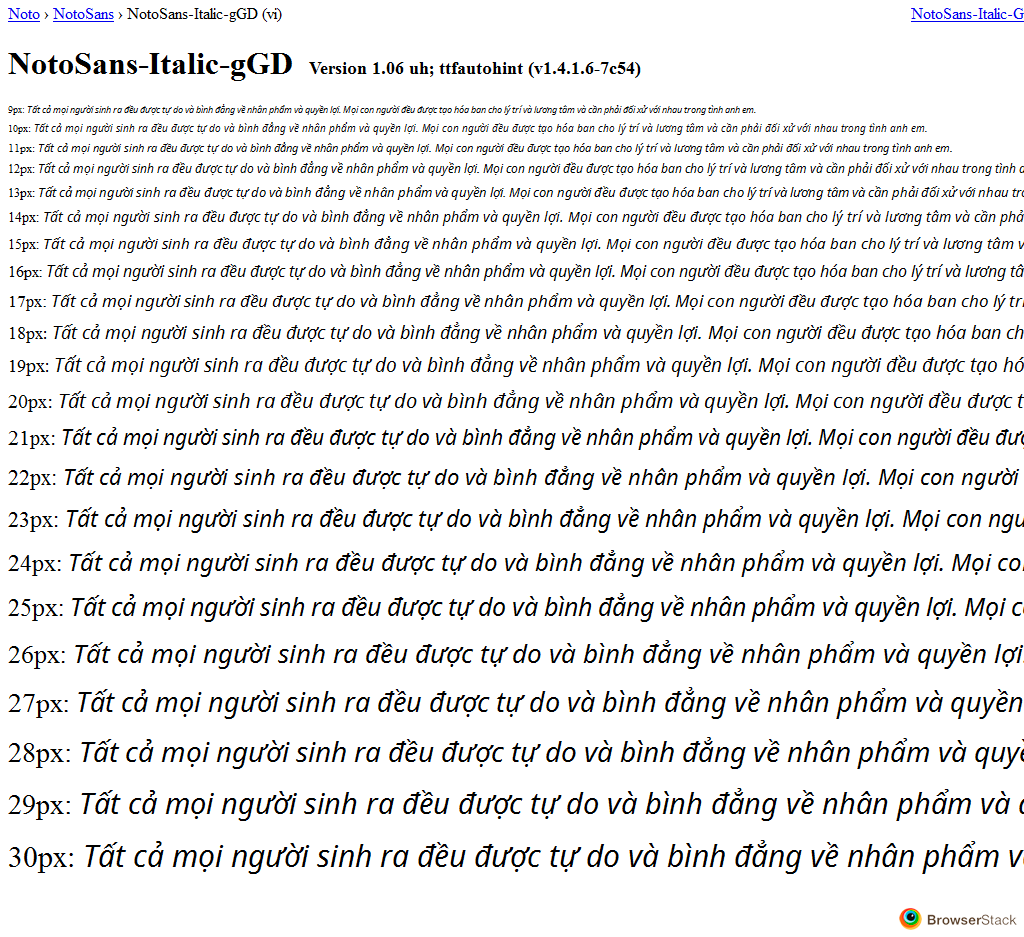 Noto › NotoSans › NotoSans-Italic-gGD (vi) NotoSans-Italic-G
NotoSans-Italic-gGD Version 1.06 uh; ttfautohint (v1.4.1.6-7c54)
9px: Tất cả mọi người sinh ra đều được tự do và bình đẳng về nhân phẩm và quyền lợi. Mọi con người đều được tạo hóa ban cho lý trí và lương tâm và cần phải đối xử với nhau trong tình anh em.
10px: Tất cả mọi người sinh ra đều được tự do và bình đẳng về nhân phẩm và quyền lợi. Mọi con người đều được tạo hóa ban cho lý trí và lương tâm và cần phải đối xử với nhau trong tình anh em.
11px: Tất cả mọi người sinh ra đều được tự do và bình đẳng về nhân phẩm và quyền lợi. Mọi con người đều được tạo hóa ban cho lý trí và lương tâm và cần phải đối xử với nhau trong tình anh em.
12px: Tất cả mọi người sinh ra đều được tự do và bình đẳng về nhân phẩm và quyền lợi. Mọi con người đều được tạo hóa ban cho lý trí và lương tâm và cần phải đối xử với nhau trong tình
13px: Tất cả mọi người sinh ra đều được tự do và bình đẳng về nhân phẩm và quyền lợi. Mọi con người đều được tạo hóa ban cho lý trí và lương tâm và cần phải đối xử với nhau
14px: Tất cả mọi người sinh ra đều được tự do và bình đẳng về nhân phẩm và quyền lợi. Mọi con người đều được tạo hóa ban cho lý trí và lương tâm và cần
15px: Tất cả mọi người sinh ra đều được tự do và bình đẳng về nhân phẩm và quyền lợi. Mọi con người đều được tạo hóa ban cho lý trí và lương tâm
16px: Tất cả mọi người sinh ra đều được tự do và bình đẳng về nhân phẩm và quyền lợi. Mọi con người đều được tạo hóa ban cho lý trí và lương
17px: Tất cả mọi người sinh ra đều được tự do và bình đẳng về nhân phẩm và quyền lợi. Mọi con người đều được tạo hóa ban cho lý
18px: Tất cả mọi người sinh ra đều được tự do và bình đẳng về nhân phẩm và quyền lợi. Mọi con người đều được tạo hóa ban
19px: Tất cả mọi người sinh ra đều được tự do và bình đẳng về nhân phẩm và quyền lợi. Mọi con người đều được tạo
20px: Tất cả mọi người sinh ra đều được tự do và bình đẳng về nhân phẩm và quyền lợi. Mọi con người đều được
21px: Tất cả mọi người sinh ra đều được tự do và bình đẳng về nhân phẩm và quyền lợi. Mọi con người đều
22px: Tất cả mọi người sinh ra đều được tự do và bình đẳng về nhân phẩm và quyền lợi. Mọi con người
23px: Tất cả mọi người sinh ra đều được tự do và bình đẳng về nhân phẩm và quyền lợi. Mọi con
24px: Tất cả mọi người sinh ra đều được tự do và bình đẳng về nhân phẩm và quyền lợi. Mọi
25px: Tất cả mọi người sinh ra đều được tự do và bình đẳng về nhân phẩm và quyền lợi. Mọi
26px: Tất cả mọi người sinh ra đều được tự do và bình đẳng về nhân phẩm và quyền lợi.
27px: Tất cả mọi người sinh ra đều được tự do và bình đẳng về nhân phẩm và quyền
28px: Tất cả mọi người sinh ra đều được tự do và bình đẳng về nhân phẩm và
29px: Tất cả mọi người sinh ra đều được tự do và bình đẳng về nhân phẩm và
30px: Tất cả mọi người sinh ra đều được tự do và bình đẳng về nhân phẩm
BrowserStack